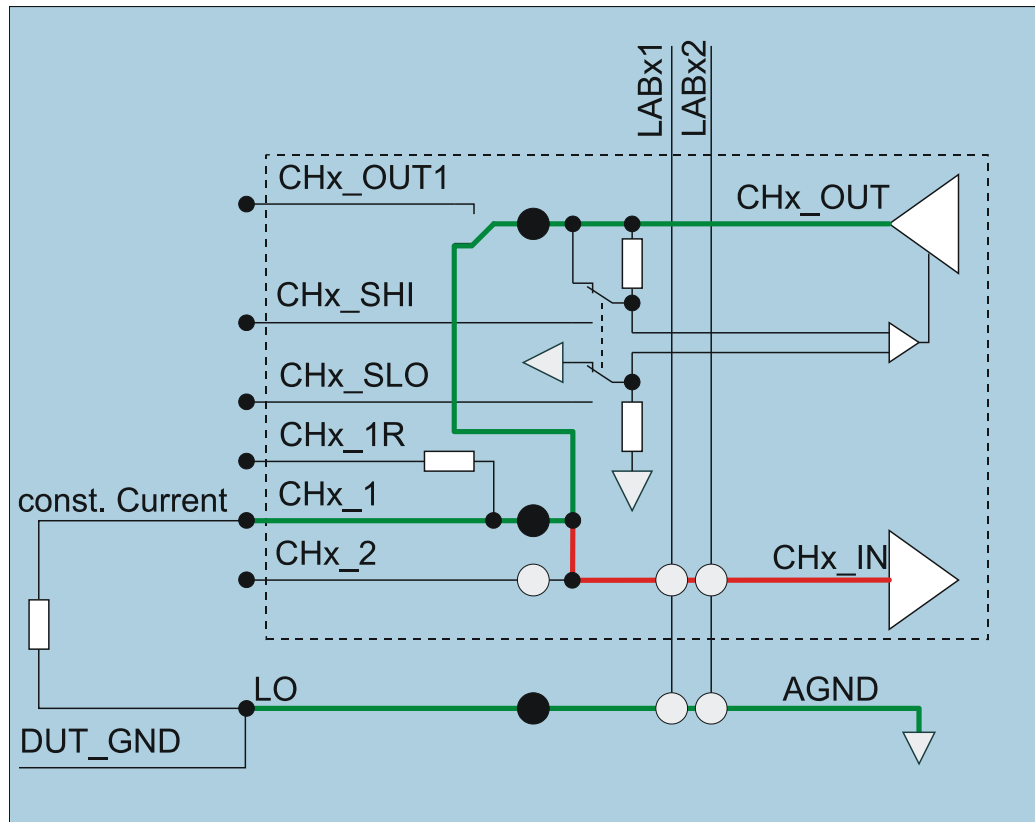 LABx1
LABx2
CHx_OUT1
CHx_OUT
CHx_SHI
CHx_SLO
CHx_1R
const. Current
CHx_1
CHx_2
CHx_IN
LO
AGND
DUT_GND